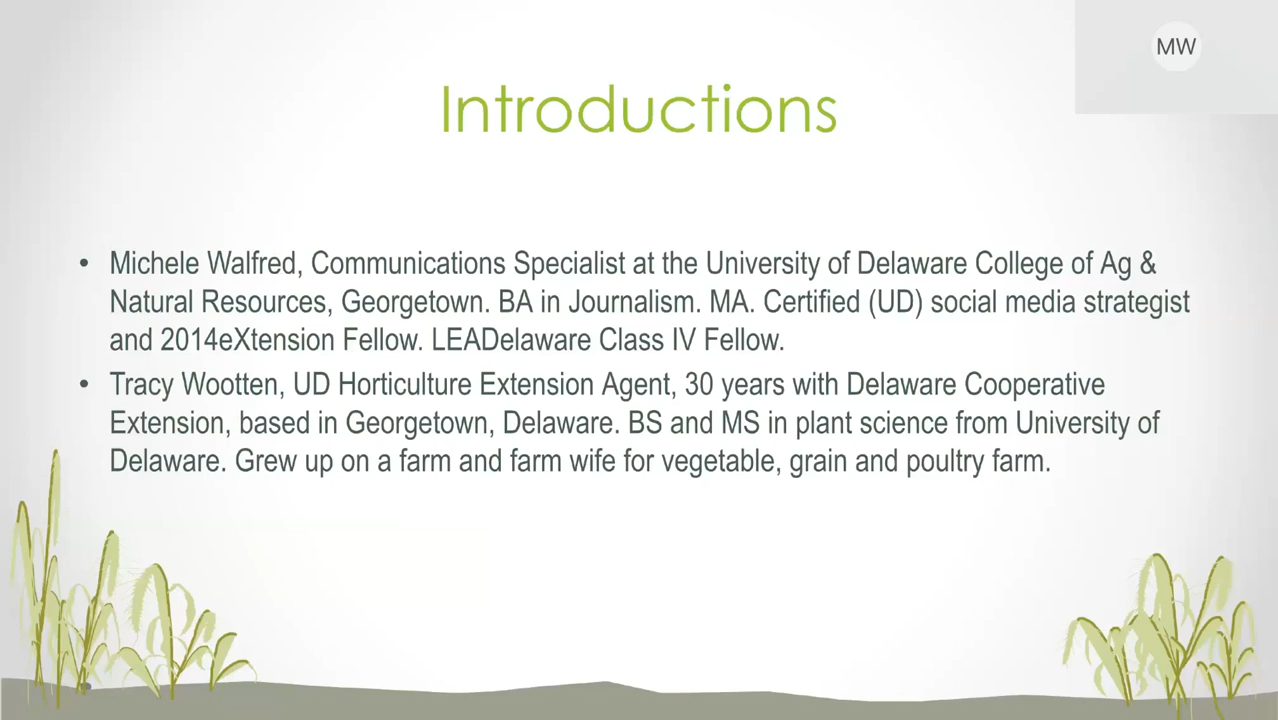 MW
Introductions
• Michele Walfred, Communications Specialist at the University of Delaware College of Ag &
Natural Resources, Georgetown. BA in Journalism. MA. Certified (UD) social media strategist
and 2014eXtension Fellow. LEADelaware Class IV Fellow.
• Tracy Wootten, UD Horticulture Extension Agent, 30 years with Delaware Cooperative
Extension, based in Georgetown, Delaware. BS and MS in plant science from University of
Delaware. Grew up on a farm and farm wife for vegetable, grain and poultry farm.